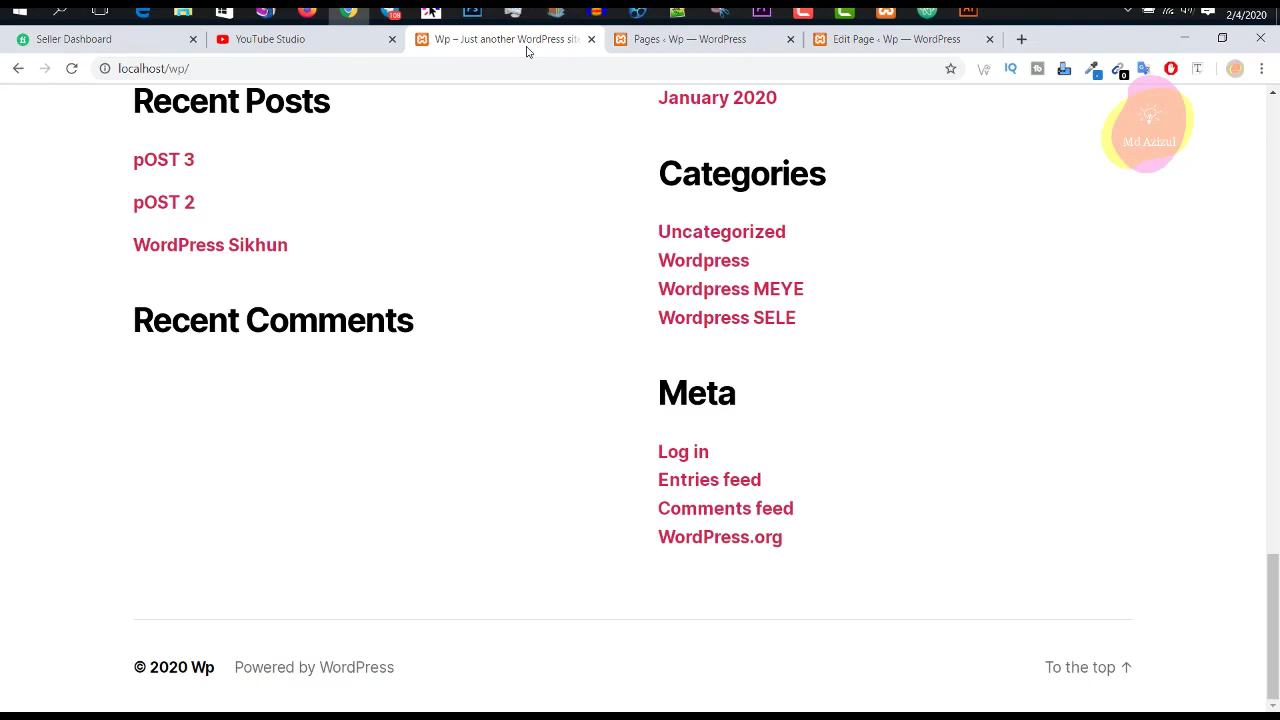 108
2/4/2020
Seller Dashboard
YouTube Studio
Wp – Just another WordPress site
Pages ‹ Wp — WordPress
Edit Page ‹ Wp — WordPress
localhost/wp/
Md Azizul
Recent Posts
pOST 3
pOST 2
WordPress Sikhun
Recent Comments
January 2020
Categories
Uncategorized
Wordpress
Wordpress MEYE
Wordpress SELE
Meta
Log in
Entries feed
Comments feed
WordPress.org
© 2020 Wp Powered by WordPress
To the top ↑